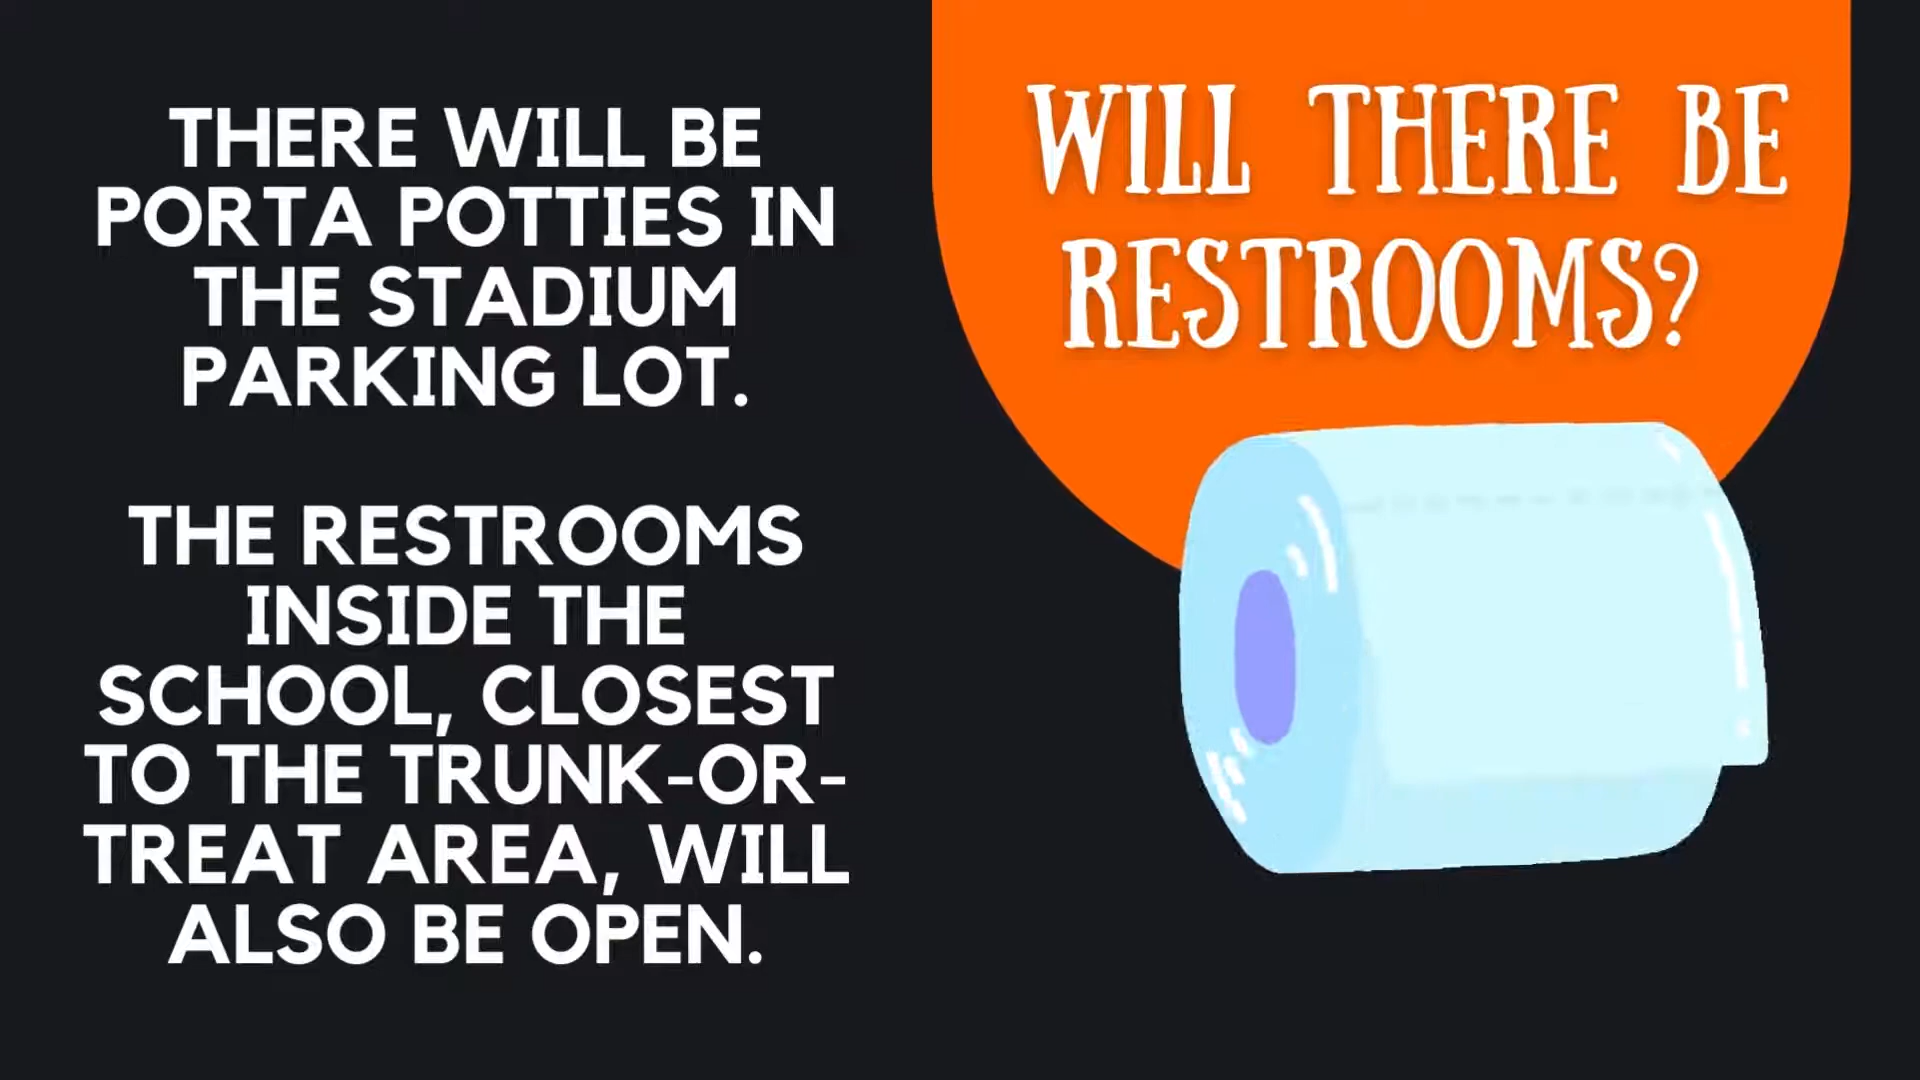 THERE WILL BE
PORTA POTTIES IN
THE STADIUM
PARKING LOT.
THE RESTROOMS
INSIDE THE
SCHOOL, CLOSEST
TO THE TRUNK-OR-
TREAT AREA, WILL
ALSO BE OPEN.
WILL THERE BE
RESTROOMS?